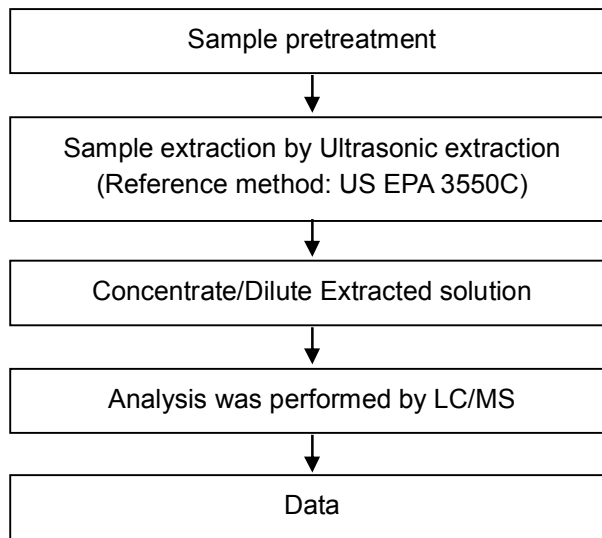 Sample pretreatment
Sample extraction by Ultrasonic extraction
(Reference method: US EPA 3550C)
Concentrate/Dilute Extracted solution
Analysis was performed by LC/MS
Data